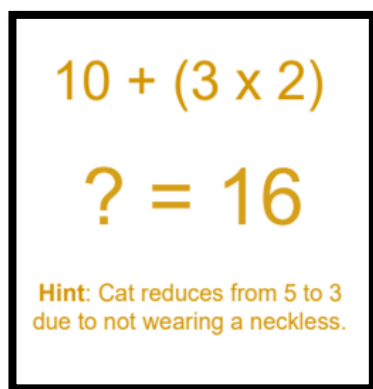 10 + (3 x 2)
? = 16
Hint: Cat reduces from 5 to 3
due to not wearing a neckless.